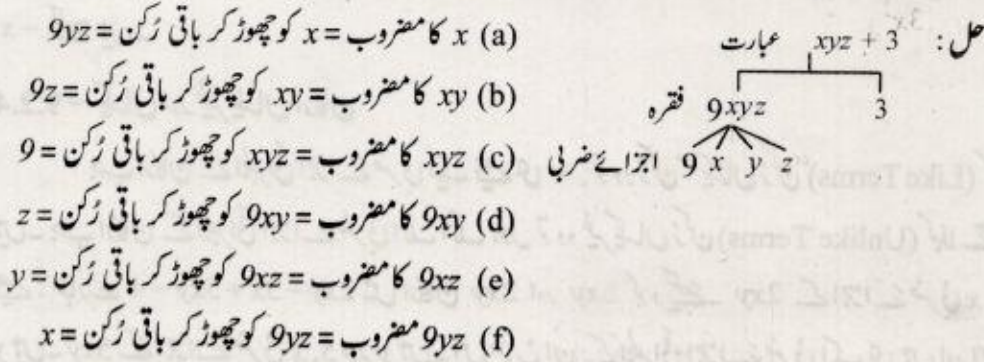 حل : xyz + 3 عبارت
9xyz 3 فقرہ
9 x y z اجزائے ضربی
(a) x کا مضروب = x کو چھوڑ کر باقی رُکن = 9yz
(b) xy کا مضروب = xy کو چھوڑ کر باقی رُکن = 9z
(c) xyz کا مضروب = xyz کو چھوڑ کر باقی رُکن = 9
(d) 9xy کا مضروب = 9xy کو چھوڑ کر باقی رُکن = z
(e) 9xz کا مضروب = 9xz کو چھوڑ کر باقی رُکن = y
(f) 9yz کا مضروب = 9yz کو چھوڑ کر باقی رُکن = x